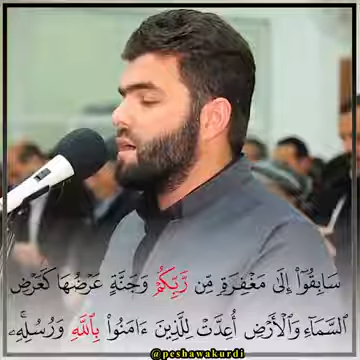 سَابِقُوٓا۟ إِلَىٰ مَغْفِرَةٍ مِّن رَّبِّكُمْ وَجَنَّةٍ عَرْضُهَا كَعَرْضِ
ٱلسَّمَآءِ وَٱلْأَرْضِ أُعِدَّتْ لِلَّذِينَ ءَامَنُوا۟ بِٱللَّهِ وَرُسُلِهِۦۚ
@peshawakurdi